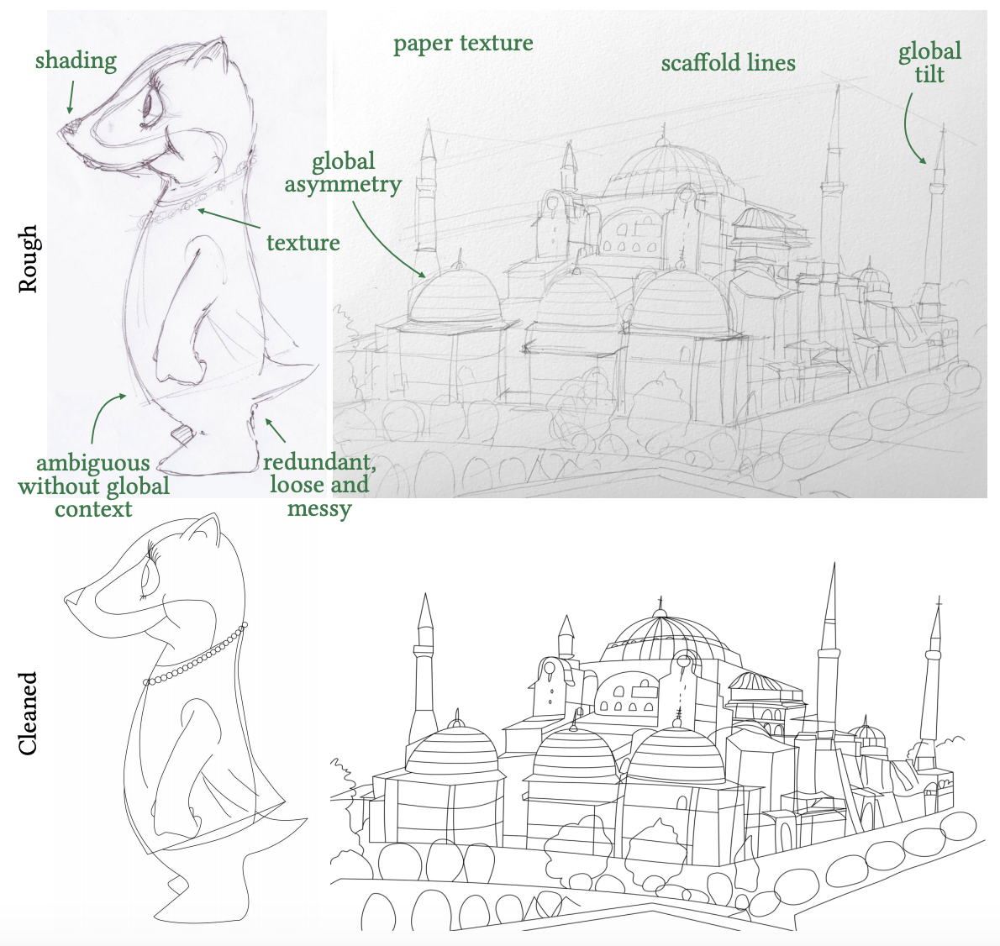 shading
paper texture
scaffold lines
global
tilt
global
asymmetry
texture
Rough
ambiguous
without global
context
redundant,
loose and
messy
Cleaned